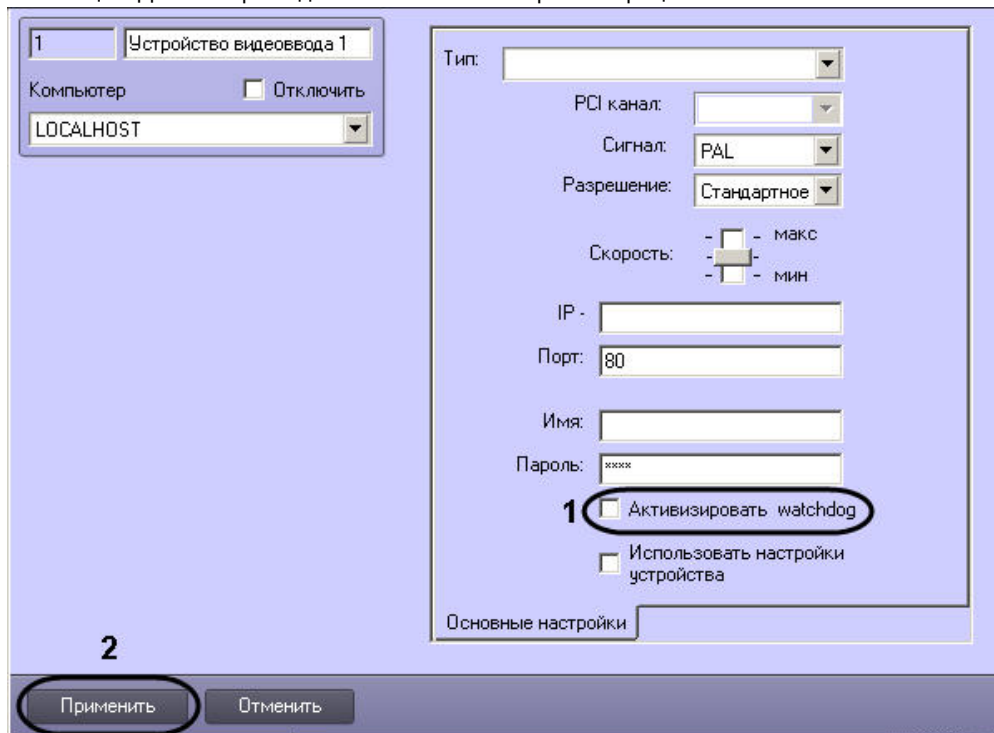 1 Устройство видеоввода 1
Компьютер Отключить
LOCALHOST
Тип:
PCI канал:
Сигнал: PAL
Разрешение: Стандартное
Скорость: - - макс
- -
- - мин
IP -
Порт: 80
Имя:
Пароль: ****
1 Активизировать watchdog
Использовать настройки
устройства
Основные настройки
2
Применить Отменить